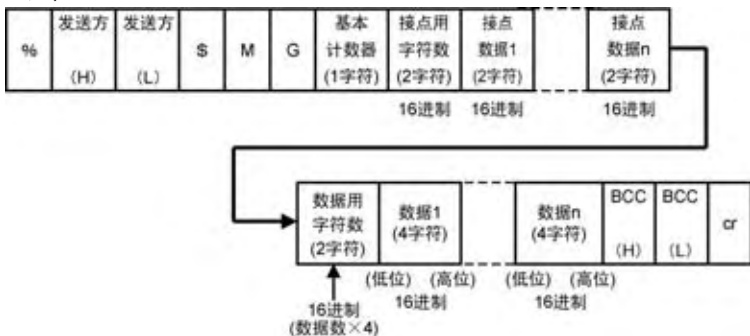 %
发送方
(H)
发送方
(L)
$
M
G
基本
计数器
(1字符)
接点用
字符数
(2字符)
接点
数据1
(2字符)
接点
数据n
(2字符)
16进制
16进制
16进制
数据用
字符数
(2字符)
数据1
(4字符)
数据n
(4字符)
BCC
(H)
BCC
(L)
cr
(低位)
(高位)
(低位)
(高位)
16进制
16进制
16进制
(数据数×4)